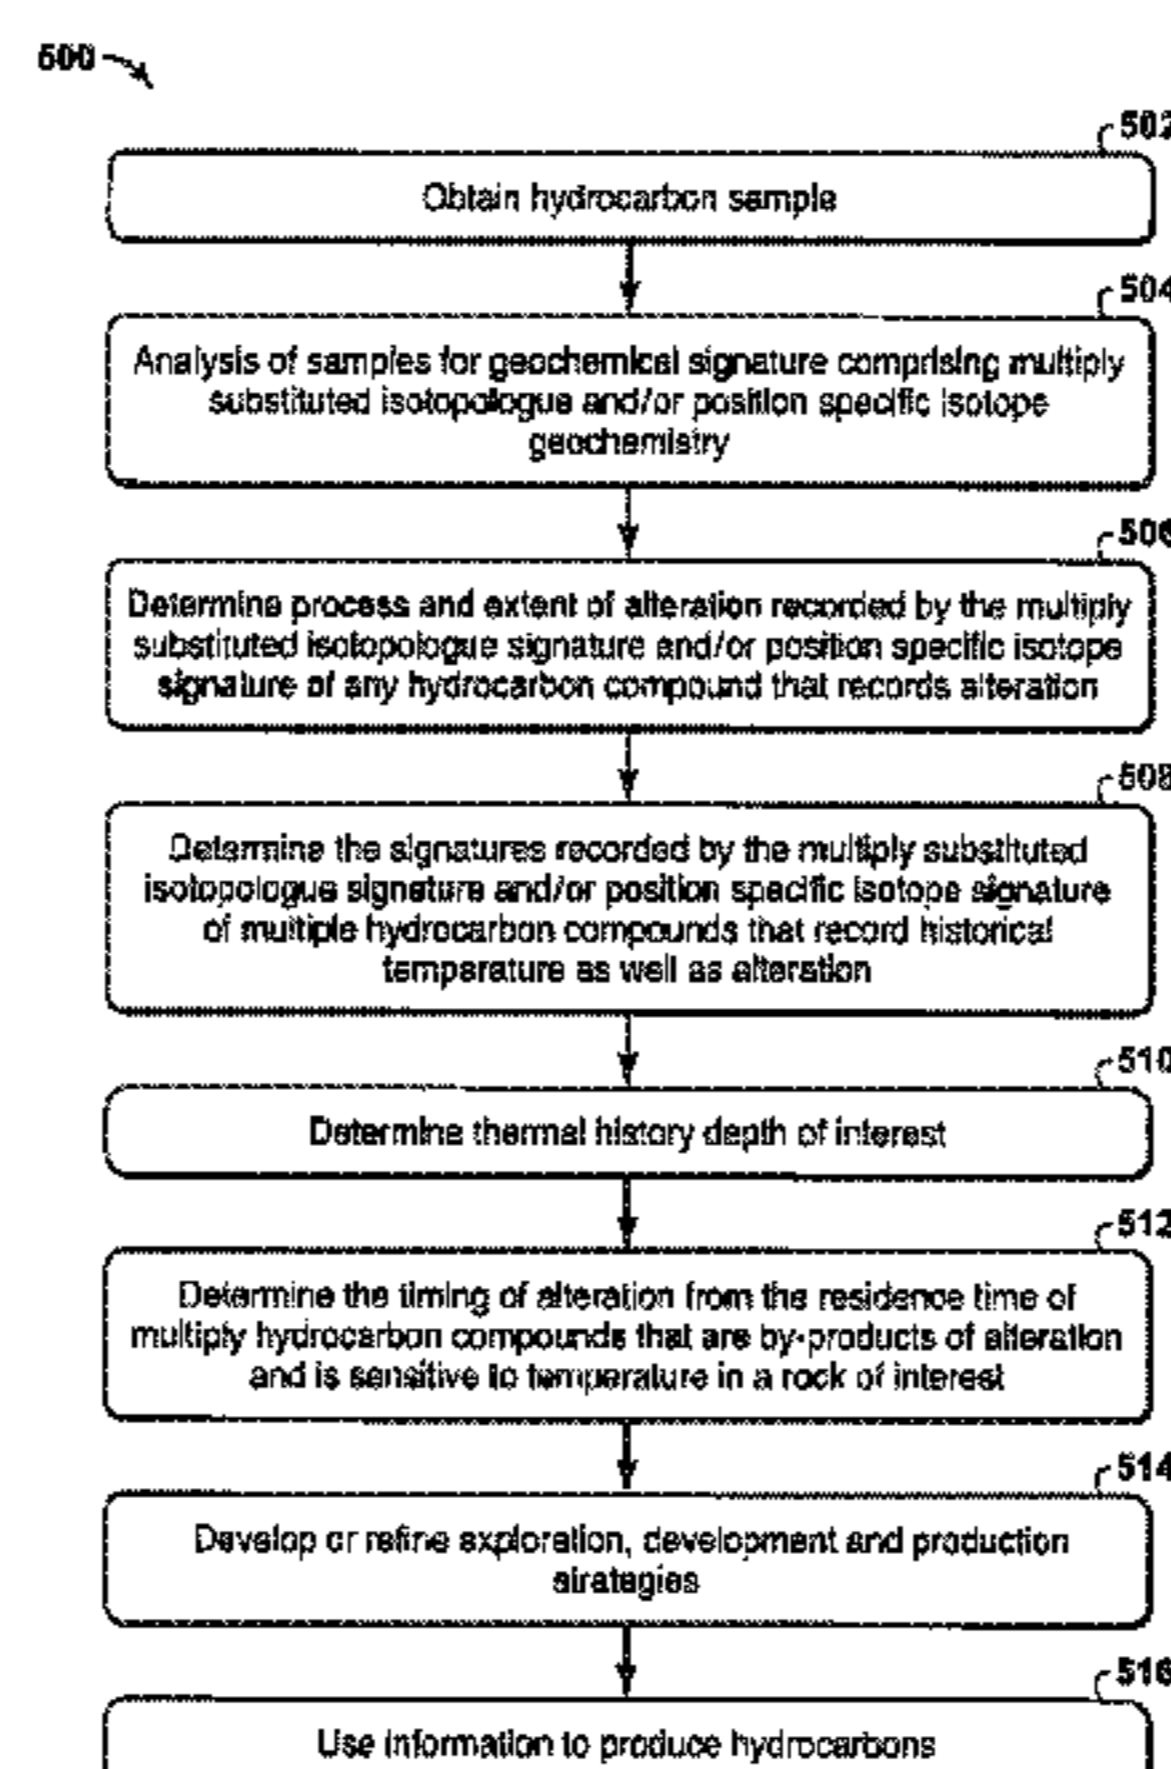 500
502
Obtain hydrocarbon sample
504
Analysis of samples for geochemical signature comprising multiply
substituted isotopologue and/or position specific isotope
geochemistry
506
Determine process and extent of alteration recorded by the multiply
substituted isotopologue signature and/or position specific isotope
signature of any hydrocarbon compound that records alteration
508
Determine the signatures recorded by the multiply substituted
isotopologue signature and/or position specific isotope signature
of multiple hydrocarbon compounds that record historical
temperature as well as alteration
510
Determine thermal history depth of interest
512
Determine the timing of alteration from the residence time of
multiply hydrocarbon compounds that are by-products of alteration
and is sensitive to temperature in a rock of interest
514
Develop or refine exploration, development and production
strategies
516
Use information to produce hydrocarbons